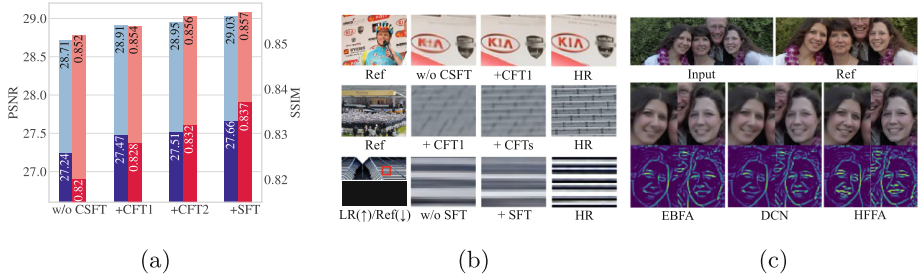 29.0
28.5
28.0
27.5
27.0
PSNR
28.71
0.852
28.91
0.854
28.95
0.856
29.03
0.857
27.24
0.82
27.47
0.828
27.51
0.832
27.66
0.837
0.85
0.84
0.83
0.82
SSIM
w/o CSFT +CFT1 +CFT2 +SFT
(a)
KIA KIA KIA
Ref w/o CSFT +CFT1 HR
Ref + CFT1 + CFTs HR
LR(↑)/Ref(↓) w/o SFT + SFT HR
(b)
Input Ref
EBFA DCN HFFA
(c)